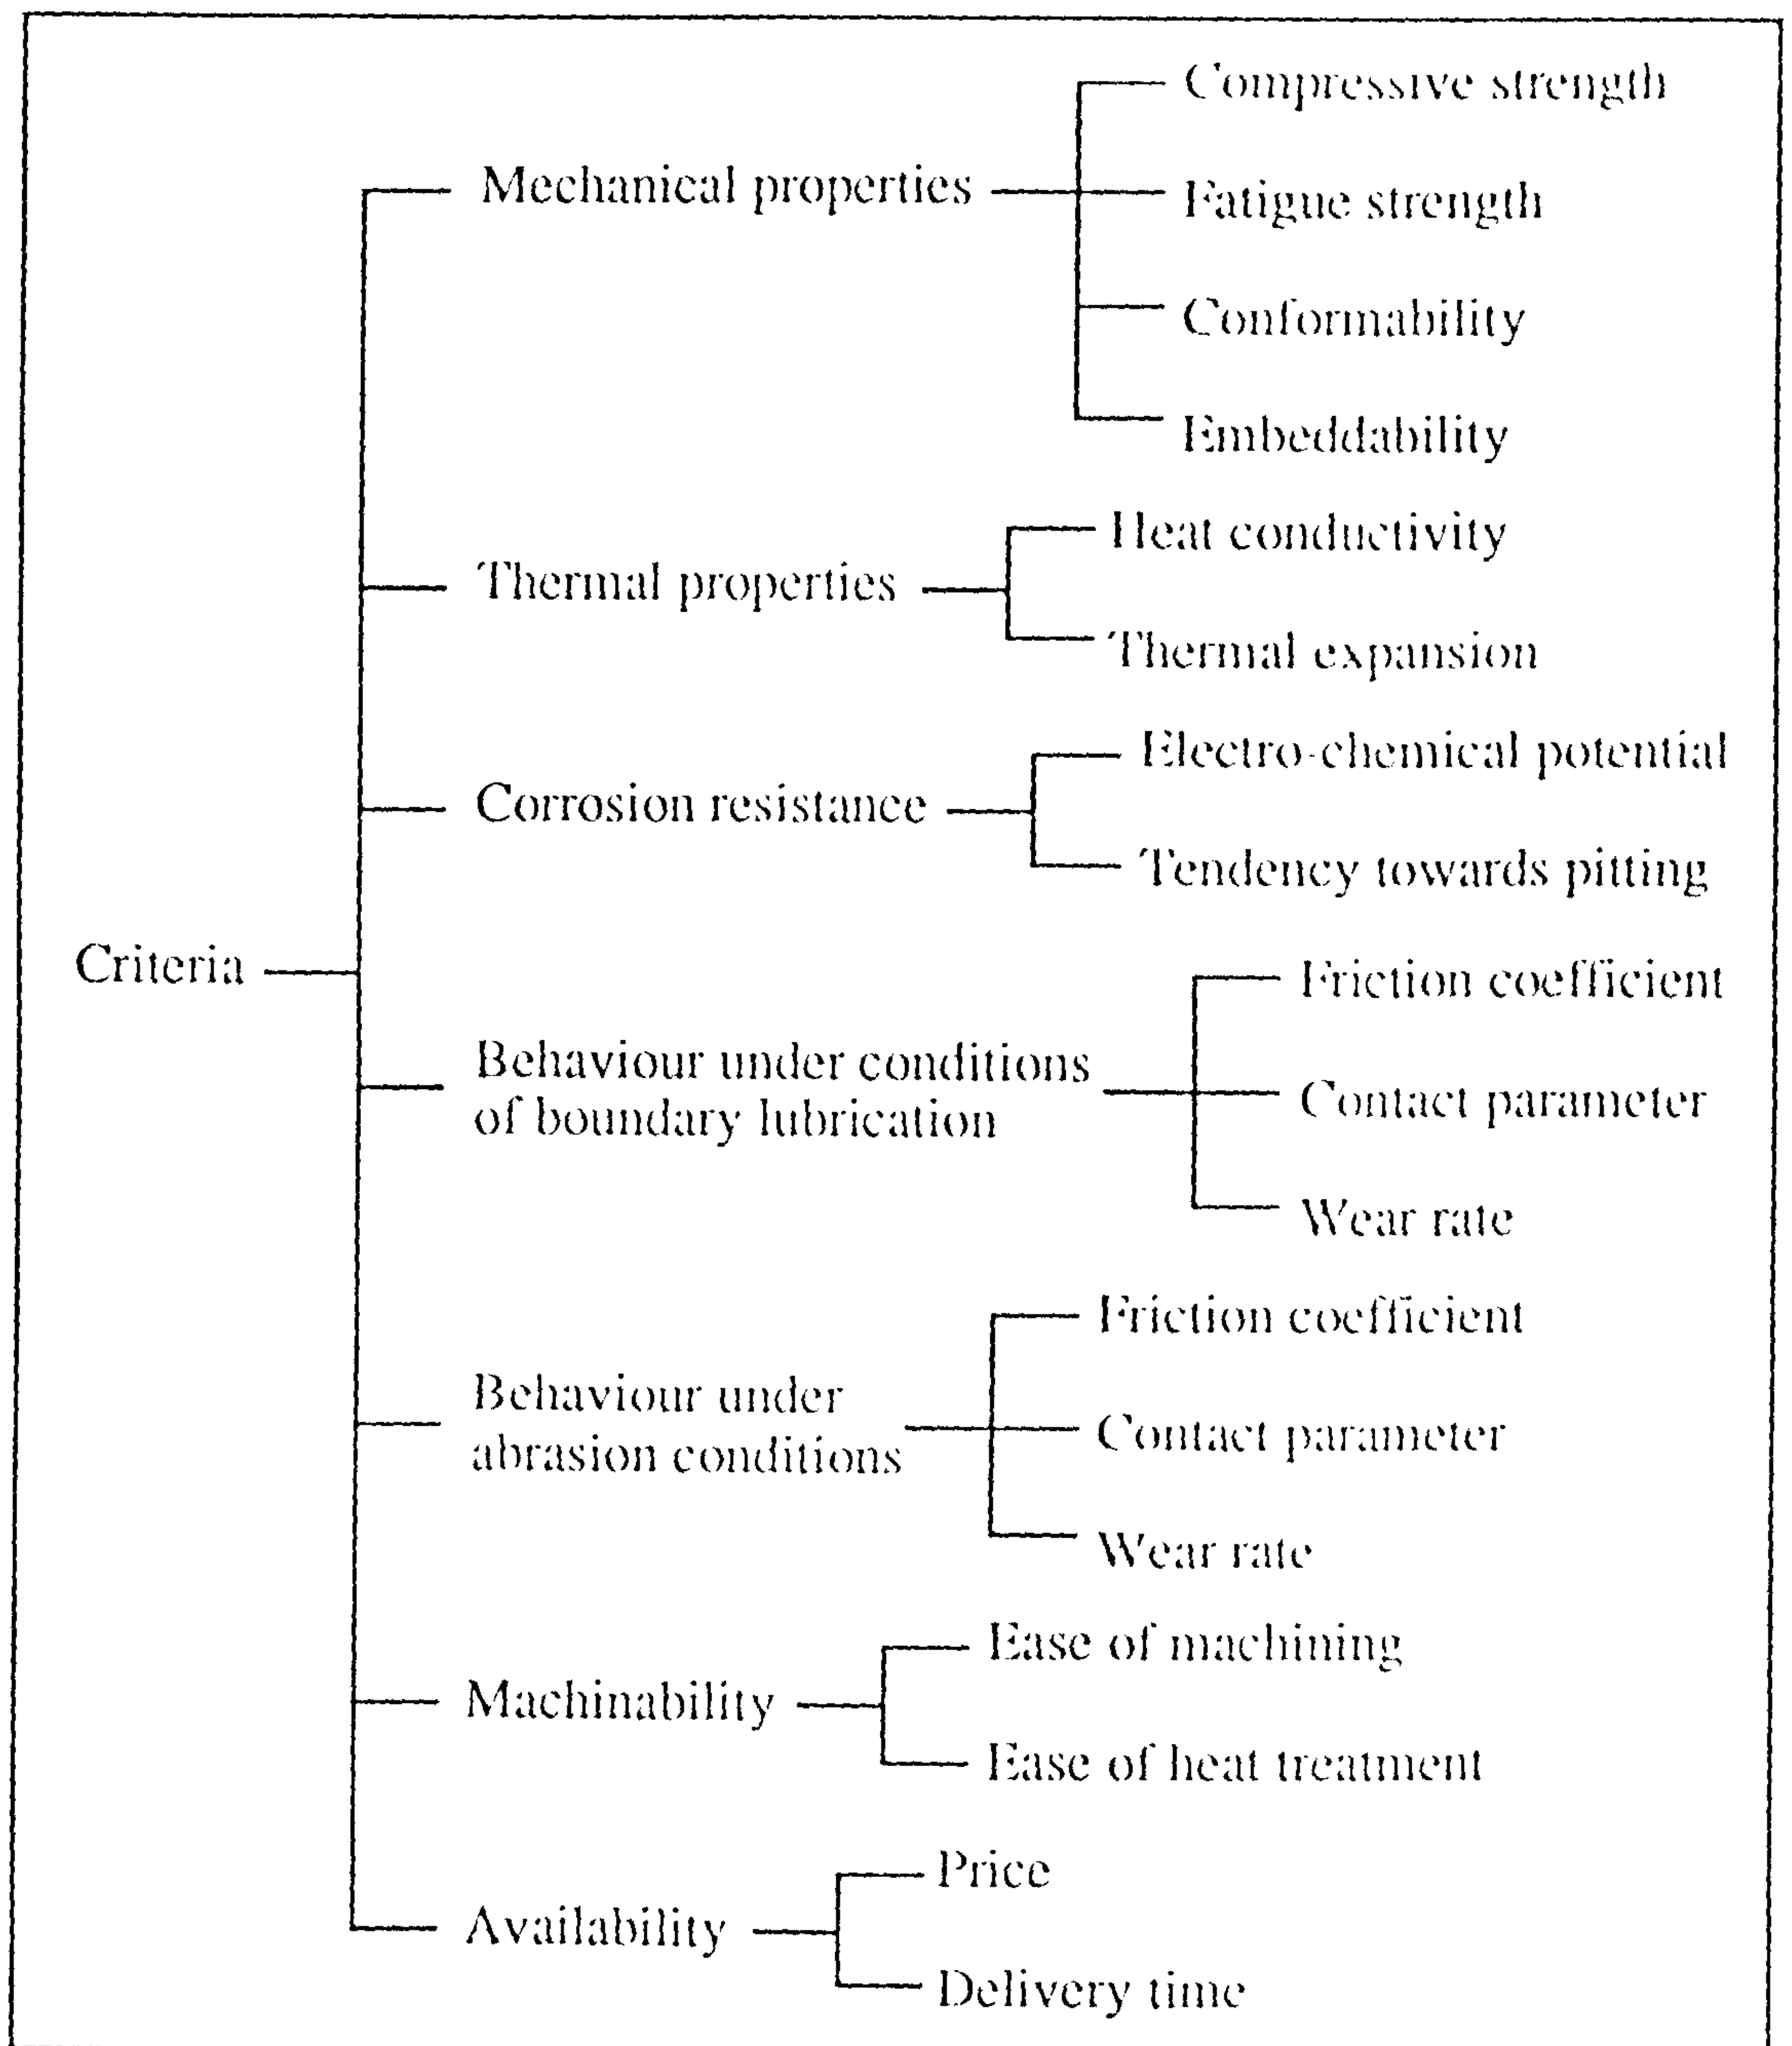 Criteria
Mechanical properties
Compressive strength
Fatigue strength
Conformability
Embeddability
Thermal properties
Heat conductivity
Thermal expansion
Corrosion resistance
Electro-chemical potential
Tendency towards pitting
Behaviour under conditions
of boundary lubrication
Friction coefficient
Contact parameter
Wear rate
Behaviour under
abrasion conditions
Friction coefficient
Contact parameter
Wear rate
Machinability
Ease of machining
Ease of heat treatment
Availability
Price
Delivery time